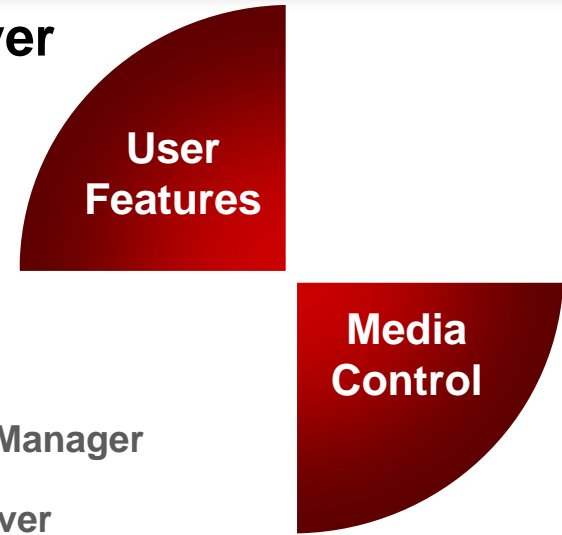 ver
User
Features
Media
Control
Manager
ver